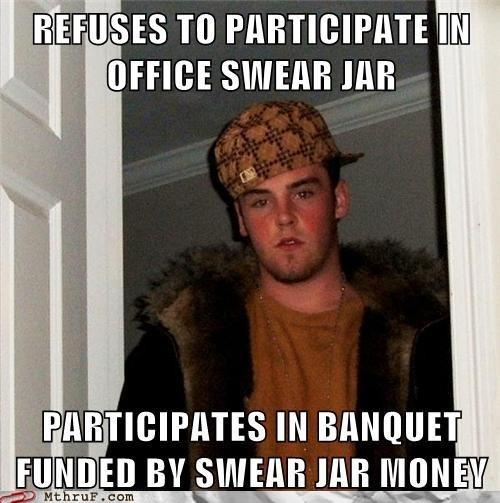 REFUSES TO PARTICIPATE IN
OFFICE SWEAR JAR
PARTICIPATES IN BANQUET
FUNDED BY SWEAR JAR MONEY
MthruF.com